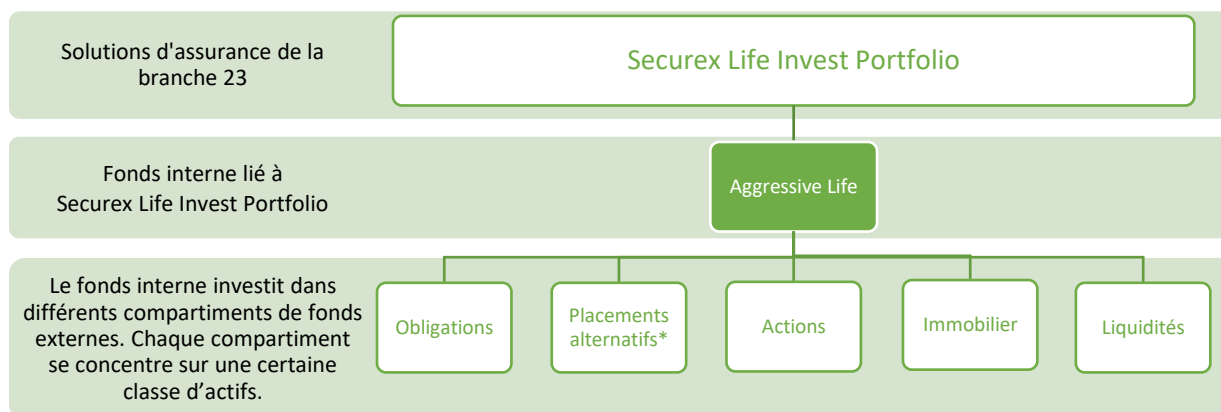 Solutions d'assurance de la
branche 23
Securex Life Invest Portfolio
Fonds interne lié à
Securex Life Invest Portfolio
Aggressive Life
Le fonds interne investit dans
différents compartiments de fonds
externes. Chaque compartiment
se concentre sur une certaine
classe d’actifs.
Obligations
Placements
alternatifs*
Actions
Immobilier
Liquidités